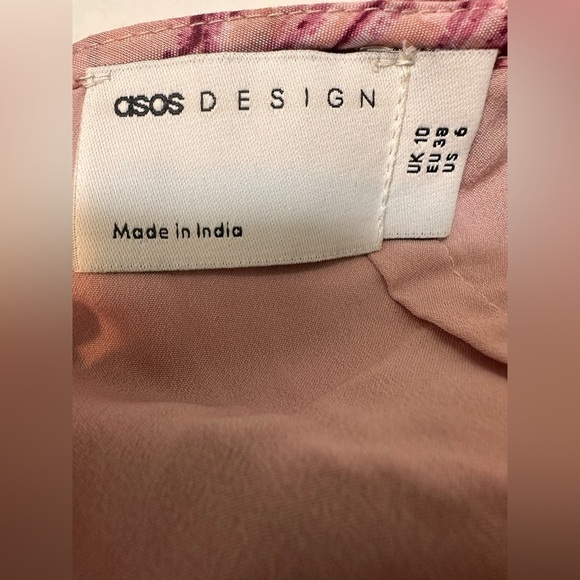 asos DESIGN
Made in India
UK 10
EU 38
US 6